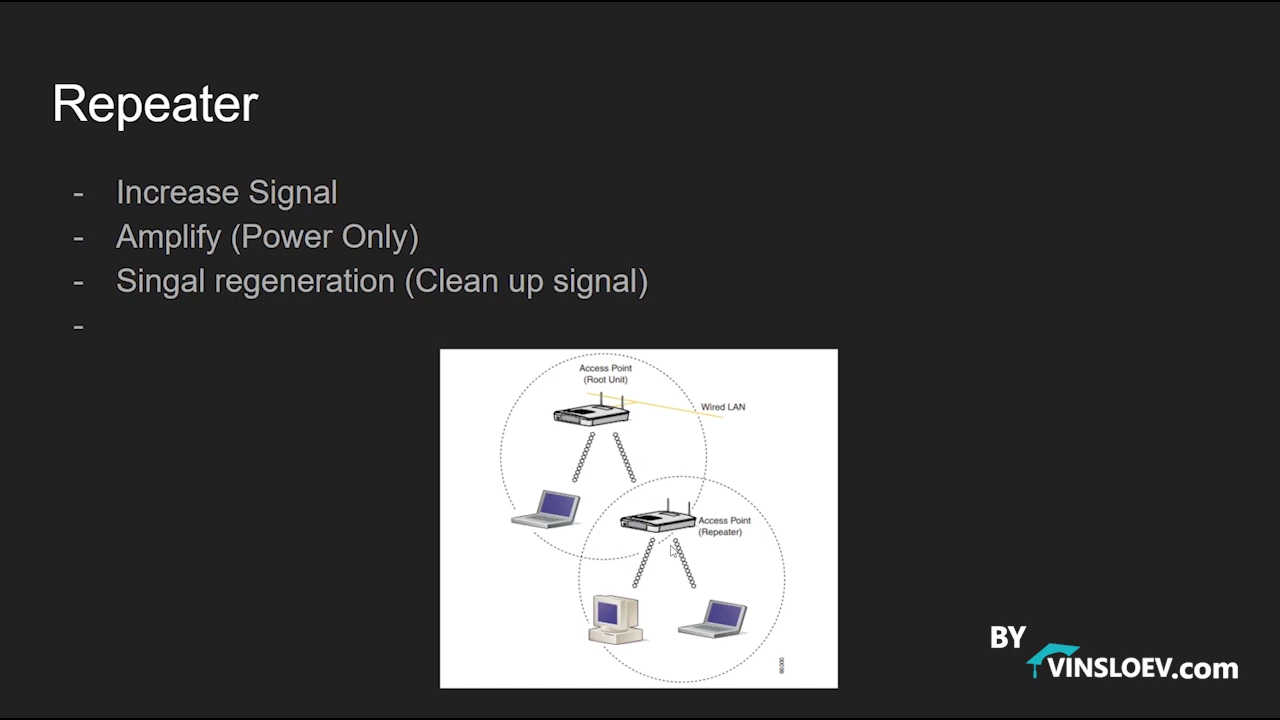 Repeater
- Increase Signal
- Amplify (Power Only)
- Singal regeneration (Clean up signal)
-
Access Point
(Root Unit)
Wired LAN
Access Point
(Repeater)
BY
VINSLOEV.com